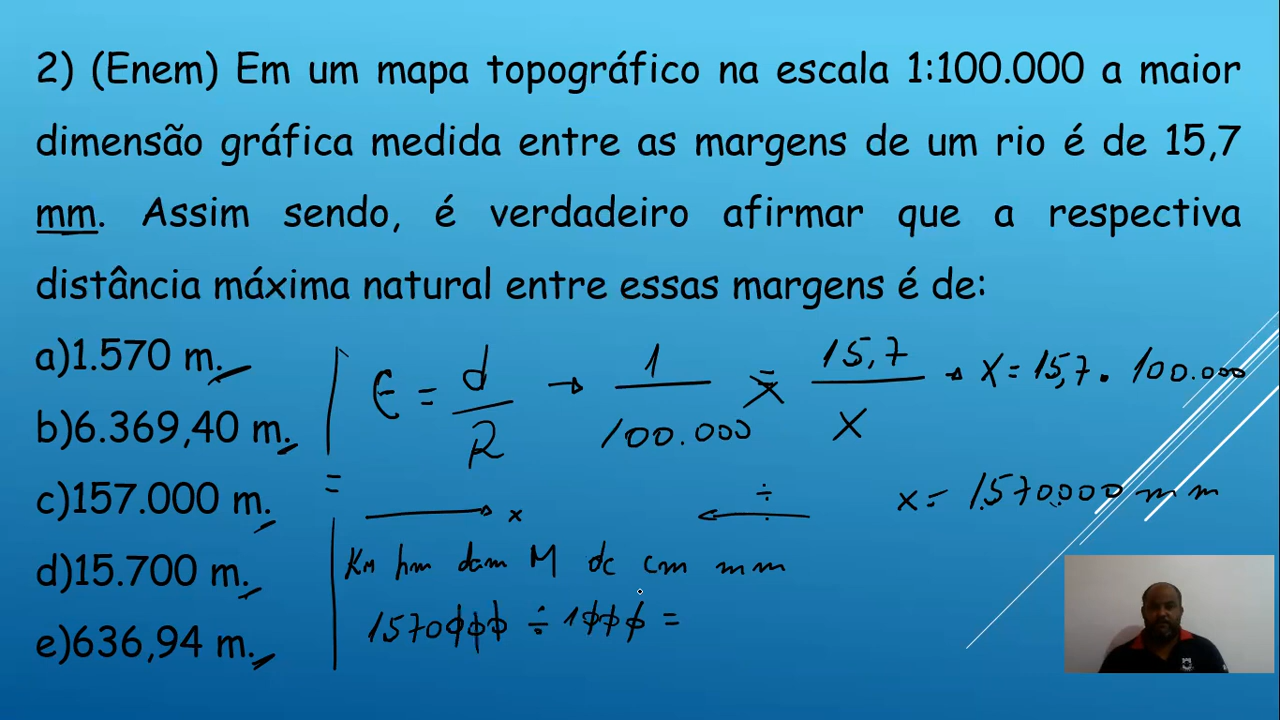 2) (Enem) Em um mapa topográfico na escala 1:100.000 a maior
dimensão gráfica medida entre as margens de um rio é de 15,7
mm. Assim sendo, é verdadeiro afirmar que a respectiva
distância máxima natural entre essas margens é de:
a)1.570 m.
b)6.369,40 m.
c)157.000 m.
d)15.700 m.
e)636,94 m.
E = d/R → 1/100.000 = 15,7/X → X = 15,7 . 100.000
x = 1.570.000 mm
= → x ← ÷
Km hm dam M dc cm mm
1570000 ÷ 1000 =